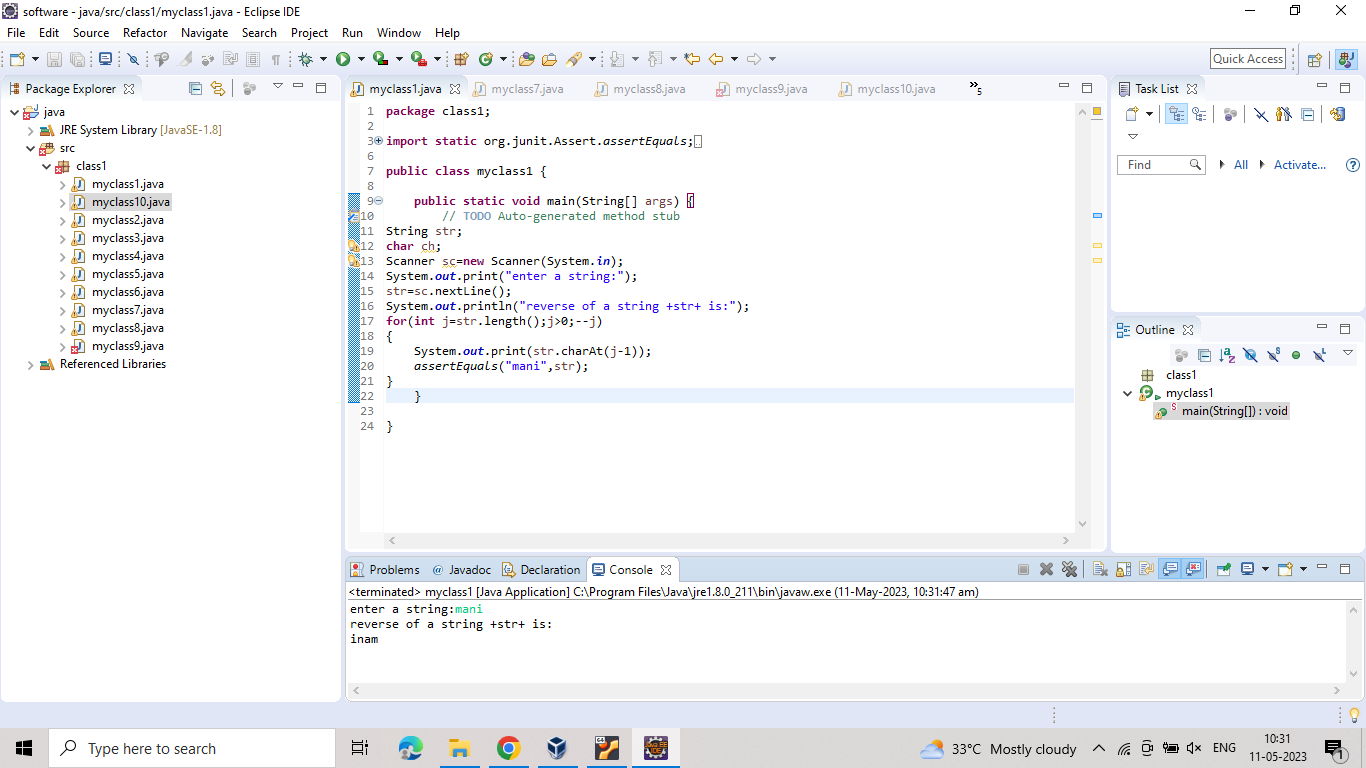 software - java/src/class1/myclass1.java - Eclipse IDE
File Edit Source Refactor Navigate Search Project Run Window Help
Quick Access
Package Explorer
java
JRE System Library [JavaSE-1.8]
src
class1
myclass1.java
myclass10.java
myclass2.java
myclass3.java
myclass4.java
myclass5.java
myclass6.java
myclass7.java
myclass8.java
myclass9.java
Referenced Libraries
myclass1.java myclass7.java myclass8.java myclass9.java myclass10.java »5
1 package class1;
2
3 import static org.junit.Assert.assertEquals;
6
7 public class myclass1 {
8
9 public static void main(String[] args) {
10 // TODO Auto-generated method stub
11 String str;
12 char ch;
13 Scanner sc=new Scanner(System.in);
14 System.out.print("enter a string:");
15 str=sc.nextLine();
16 System.out.println("reverse of a string +str+ is:");
17 for(int j=str.length();j>0;--j)
18 {
19 System.out.print(str.charAt(j-1));
20 assertEquals("mani",str);
21 }
22 }
23
24 }
Task List
Find All Activate...
Outline
class1
myclass1
main(String[]) : void
Problems @ Javadoc Declaration Console
<terminated> myclass1 [Java Application] C:\Program Files\Java\jre1.8.0_211\bin\javaw.exe (11-May-2023, 10:31:47 am)
enter a string:mani
reverse of a string +str+ is:
inam
Type here to search
33°C Mostly cloudy ENG 10:31
11-05-2023
1